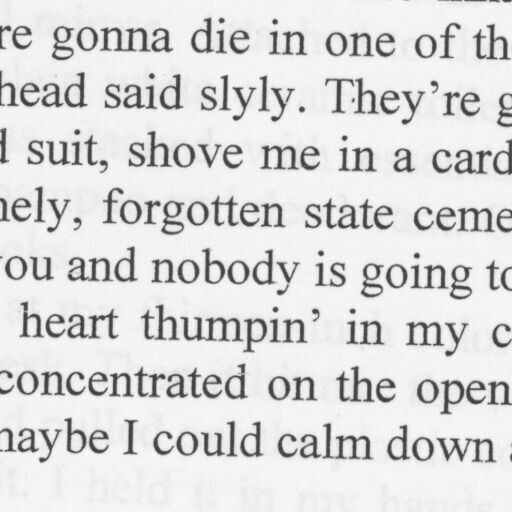 re gonna die in one of th
head said slyly. They're g
d suit, shove me in a card
nely, forgotten state ceme
you and nobody is going to
heart thumpin' in my c
concentrated on the open
maybe I could calm down a